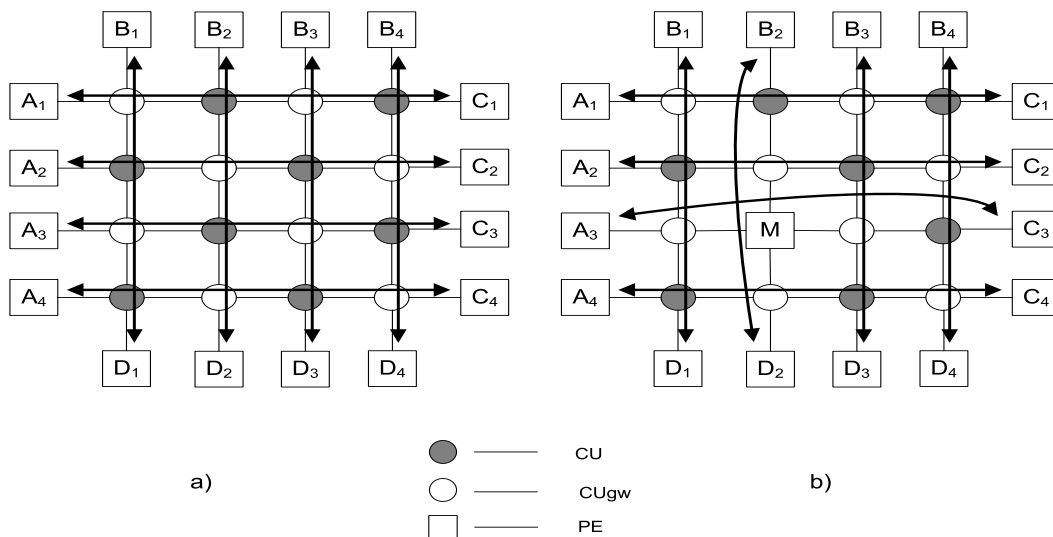 B₁ B₂ B₃ B₄ B₁ B₂ B₃ B₄
A₁ C₁ A₁ C₁
A₂ C₂ A₂ C₂
A₃ C₃ A₃ M C₃
A₄ C₄ A₄ C₄
D₁ D₂ D₃ D₄ D₁ D₂ D₃ D₄
CU
a) CUgw b)
PE